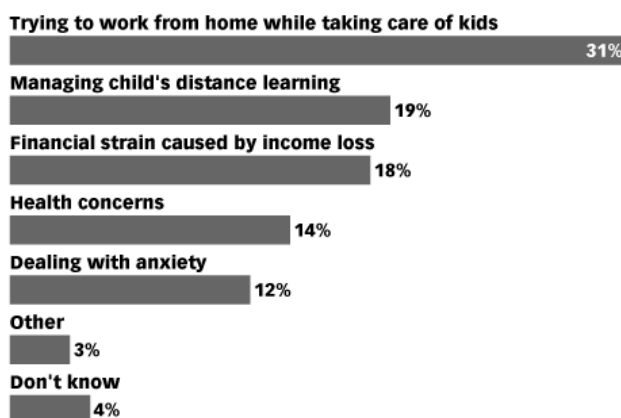 Trying to work from home while taking care of kids
31%
Managing child's distance learning
19%
Financial strain caused by income loss
18%
Health concerns
14%
Dealing with anxiety
12%
Other
3%
Don't know
4%